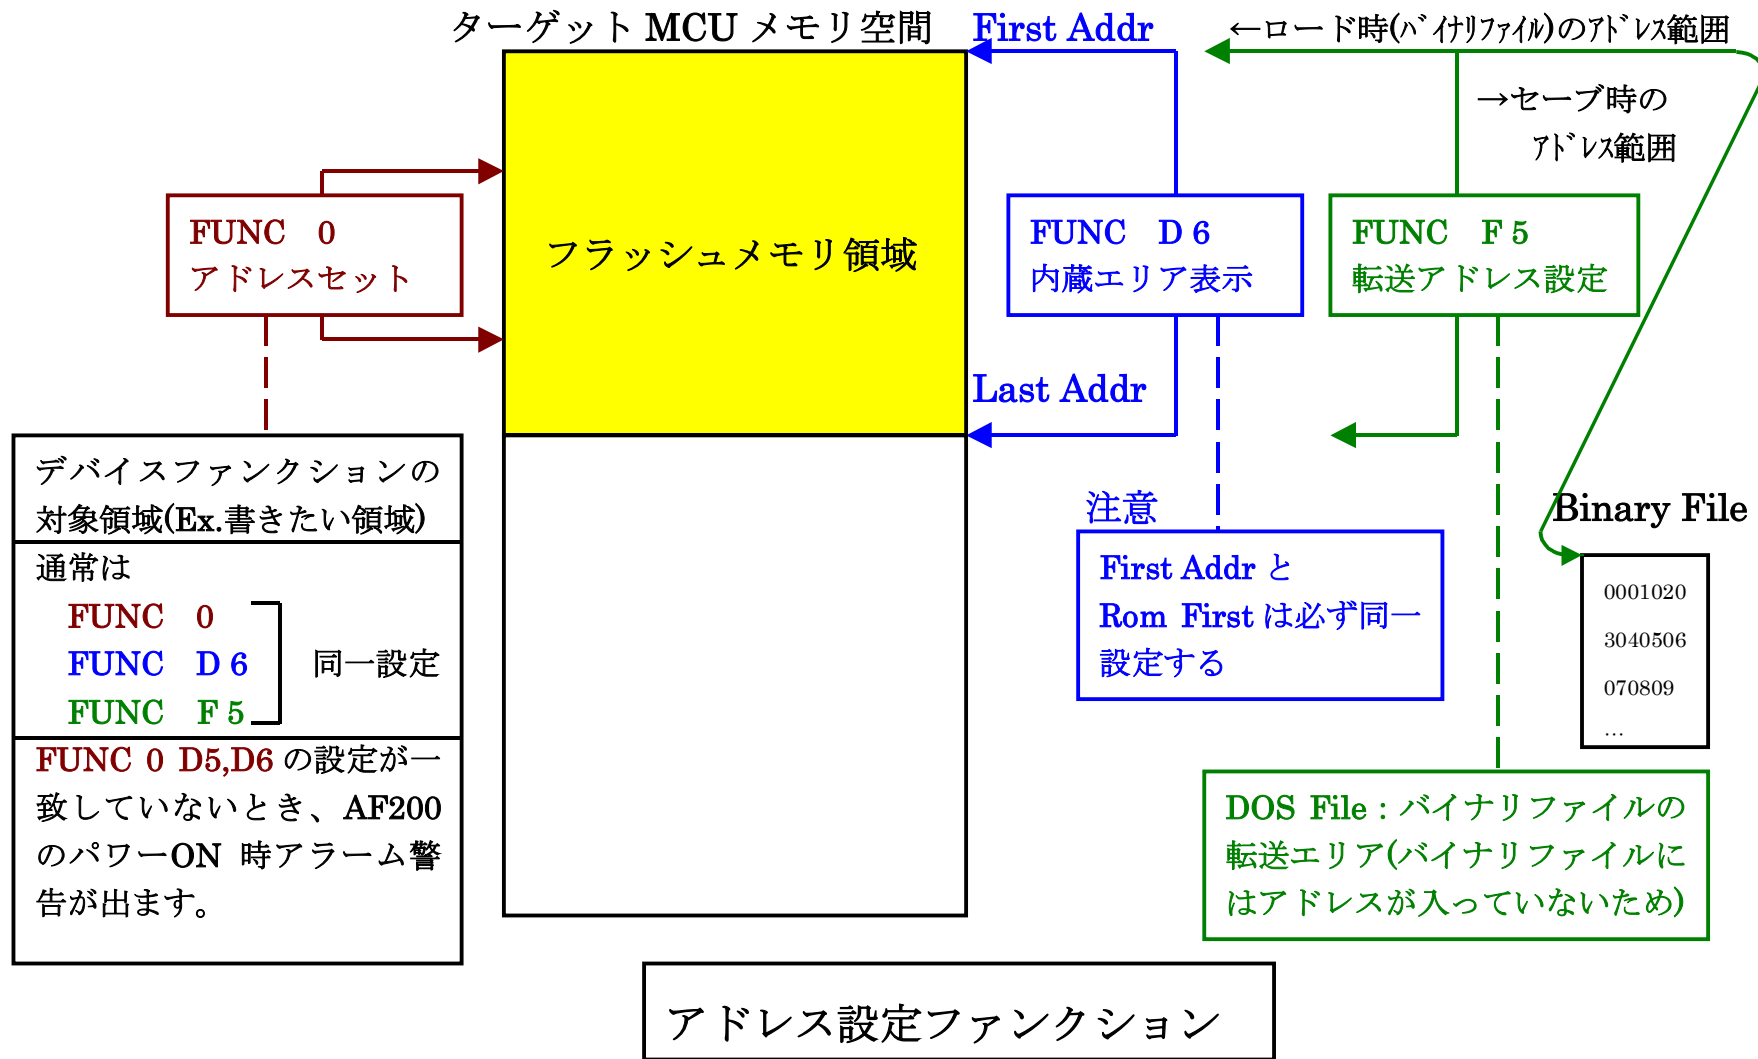 ターゲット MCU メモリ空間
First Addr
←ロード時(ﾊﾞｲﾅﾘﾌｧｲﾙ)のｱﾄﾞﾚｽ範囲
→セーブ時の
ｱﾄﾞﾚｽ範囲
FUNC 0
アドレスセット
フラッシュメモリ領域
FUNC D 6
内蔵エリア表示
FUNC F 5
転送アドレス設定
Last Addr
デバイスファンクションの
対象領域(Ex.書きたい領域)
通常は
FUNC 0
FUNC D 6
FUNC F 5
同一設定
FUNC 0 D5,D6 の設定が一
致していないとき、AF200
のパワーON 時アラーム警
告が出ます。
注意
First Addr と
Rom First は必ず同一
設定する
Binary File
0001020
3040506
070809
…
DOS File : バイナリファイルの
転送エリア(バイナリファイルに
はアドレスが入っていないため)
アドレス設定ファンクション